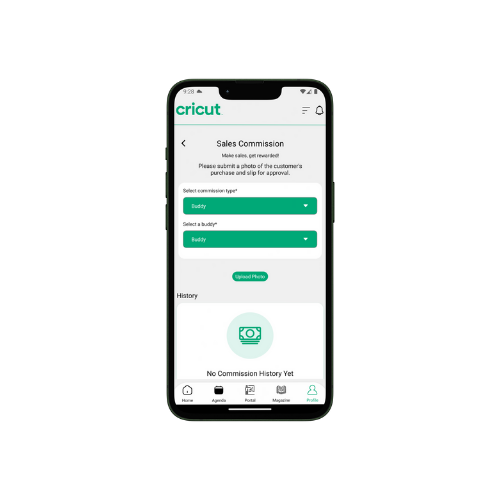 9:28
cricut
Sales Commission
Make sales, get rewarded!
Please submit a photo of the customer's
purchase and slip for approval.
Select commission type*
Buddy
Select a buddy*
Buddy
Upload Photo
History
No Commission History Yet
Home Agenda Portal Magazine Profile